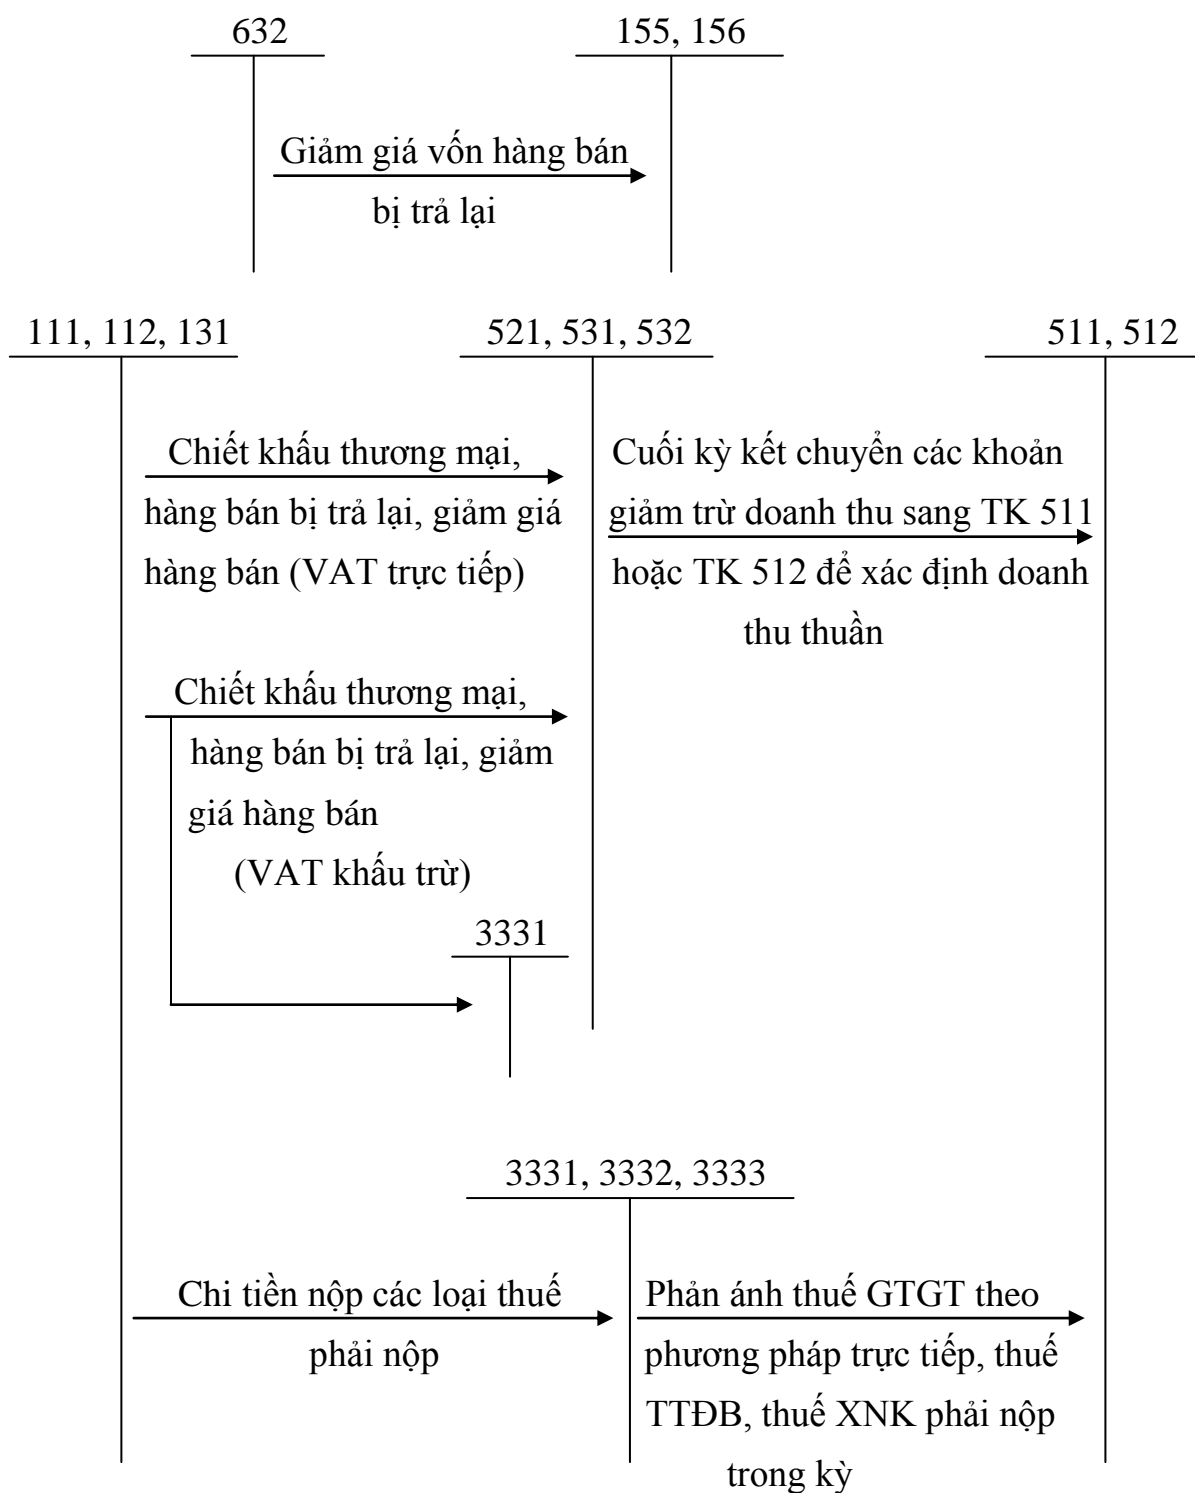 632
155, 156
Giảm giá vốn hàng bán
bị trả lại
111, 112, 131
521, 531, 532
511, 512
Chiết khấu thương mại,
hàng bán bị trả lại, giảm giá
hàng bán (VAT trực tiếp)
Cuối kỳ kết chuyển các khoản
giảm trừ doanh thu sang TK 511
hoặc TK 512 để xác định doanh
thu thuần
Chiết khấu thương mại,
hàng bán bị trả lại, giảm
giá hàng bán
(VAT khấu trừ)
3331
3331, 3332, 3333
Chi tiền nộp các loại thuế
phải nộp
Phản ánh thuế GTGT theo
phương pháp trực tiếp, thuế
TTĐB, thuế XNK phải nộp
trong kỳ